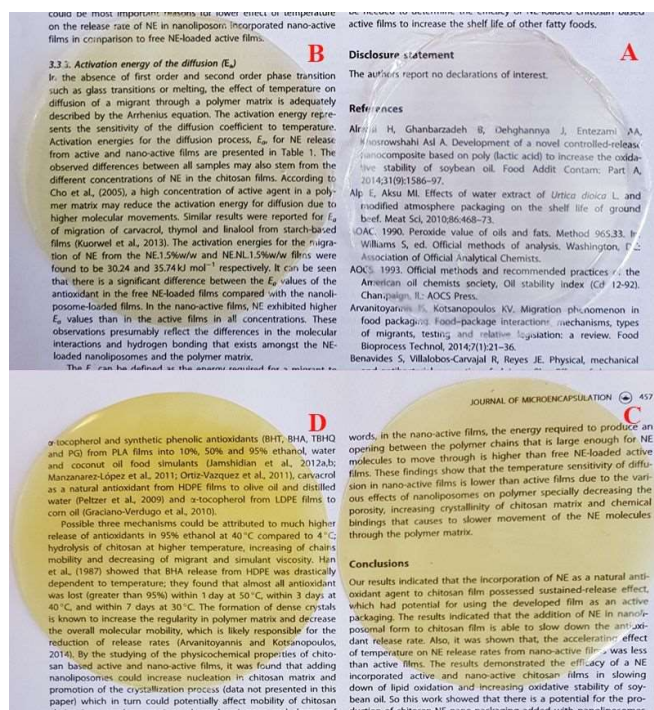 could be most important reasons for lower effect of temperature
on the release rate of NE in nanoliposom incorporated nano-active
films in comparison to free NE-loaded active films.
B
3.3.3. Activation energy of the diffusion (Ea)
In the absence of first order and second order phase transition
such as glass transitions or melting, the effect of temperature on
diffusion of a migrant through a polymer matrix is adequately
described by the Arrhenius equation. The activation energy repre-
sents the sensitivity of the diffusion coefficient to temperature.
Activation energies for the diffusion process, Ea, for NE release
from active and nano-active films are presented in Table 1. The
observed differences between all samples may also stem from the
different concentrations of NE in the chitosan films. According to
Cho et al., (2005), a high concentration of active agent in a poly-
mer matrix may reduce the activation energy for diffusion due to
higher molecular movements. Similar results were reported for Ea
of migration of carvacrol, thymol and linalool from starch-based
films (Kuorwel et al., 2013). The activation energies for the migra-
tion of NE from the NE.1.5%w/w and NE.NL.1.5%w/w films were
found to be 30.24 and 35.74 kJ mol−1 respectively. It can be seen
that there is a significant difference between the Ea values of the
antioxidant in the free NE-loaded films compared with the nanoli-
posome-loaded films. In the nano-active films, NE exhibited higher
Ea values than in the active films in all concentrations. These
observations presumably reflect the differences in the molecular
interactions and hydrogen bonding that exists amongst the NE-
loaded nanoliposomes and the polymer matrix.
The E can be defined as the energy required for a migrant to
active films to increase the shelf life of other fatty foods.
A
Disclosure statement
The authors report no declarations of interest.
References
H, Ghanbarzadeh B, Dehghannya J, Entezami AA,
Khosrowshahi Asl A. Development of a novel controlled-release
nanocomposite based on poly (lactic acid) to increase the oxida-
tive stability of soybean oil. Food Addit Contam: Part A,
2014;31(9):1586–97.
Alp E, Aksu MI. Effects of water extract of Urtica dioica L. and
modified atmosphere packaging on the shelf life of ground
beef. Meat Sci, 2010;86:468–73.
AOAC. 1990. Peroxide value of oils and fats. Method 965.33. In
Williams S, ed. Official methods of analysis. Washington, DC:
Association of Official Analytical Chemists.
AOCS. 1993. Official methods and recommended practices of the
American oil chemists society, Oil stability index (Cd 12-92).
Champaign, IL: AOCS Press.
Arvanitoyannis IS, Kotsanopoulos KV. Migration phenomenon in
food packaging. Food–package interactions, mechanisms, types
of migrants, testing and relative legislation: a review. Food
Bioprocess Technol, 2014;7(1):21–36.
Benavides S, Villalobos-Carvajal R, Reyes JE. Physical, mechanical
D
α-tocopherol and synthetic phenolic antioxidants (BHT, BHA, TBHQ
and PG) from PLA films into 10%, 50% and 95% ethanol, water
and coconut oil food simulants (Jamshidian et al., 2012a,b;
Manzanarez-López et al., 2011; Ortiz-Vazquez et al., 2011), carvacrol
as a natural antioxidant from HDPE films to olive oil and distilled
water (Peltzer et al., 2009) and α-tocopherol from LDPE films to
corn oil (Graciano-Verdugo et al., 2010).
Possible three mechanisms could be attributed to much higher
release of antioxidants in 95% ethanol at 40 °C compared to 4 °C;
hydrolysis of chitosan at higher temperature, increasing of chains
mobility and decreasing of migrant and simulant viscosity. Han
et al., (1987) showed that BHA release from HDPE was drastically
dependent to temperature; they found that almost all antioxidant
was lost (greater than 95%) within 1 day at 50 °C, within 3 days at
40 °C, and within 7 days at 30 °C. The formation of dense crystals
is known to increase the regularity in polymer matrix and decrease
the overall molecular mobility, which is likely responsible for the
reduction of release rates (Arvanitoyannis and Kotsanopoulos,
2014). By the studying of the physicochemical properties of chito-
san based active and nano-active films, it was found that adding
nanoliposomes could increase nucleation in chitosan matrix and
promotion of the crystallization process (data not presented in this
paper) which in turn could potentially affect mobility of chitosan
JOURNAL OF MICROENCAPSULATION 457
C
words, in the nano-active films, the energy required to produce an
opening between the polymer chains that is large enough for NE
molecules to move through is higher than free NE-loaded active
films. These findings show that the temperature sensitivity of diffu-
sion in nano-active films is lower than active films due to the vari-
ous effects of nanoliposomes on polymer specially decreasing the
porosity, increasing crystallinity of chitosan matrix and chemical
bindings that causes to slower movement of the NE molecules
through the polymer matrix.
Conclusions
Our results indicated that the incorporation of NE as a natural anti-
oxidant agent to chitosan film possessed sustained-release effect,
which had potential for using the developed film as an active
packaging. The results indicated that the addition of NE in nanoli-
posomal form to chitosan film is able to slow down the antioxi-
dant release rate. Also, it was shown that, the accelerating effect
of temperature on NE release rates from nano-active films was less
than active films. The results demonstrated the efficacy of a NE
incorporated active and nano-active chitosan films in slowing
down of lipid oxidation and increasing oxidative stability of soy-
bean oil. So this work showed that there is a potential for the pro-